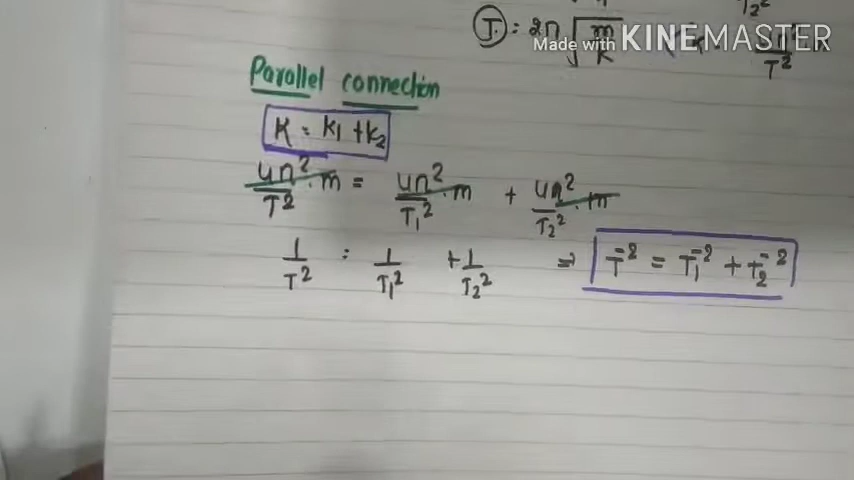 T = 2π√m/k
Made with KINEMASTER
T²
Parallel connection
K = k₁ + k₂
4π²/T² · m = 4π²/T₁² · m + 4π²/T₂² · m
1/T² = 1/T₁² + 1/T₂² ⇒ T⁻² = T₁⁻² + t₂⁻²